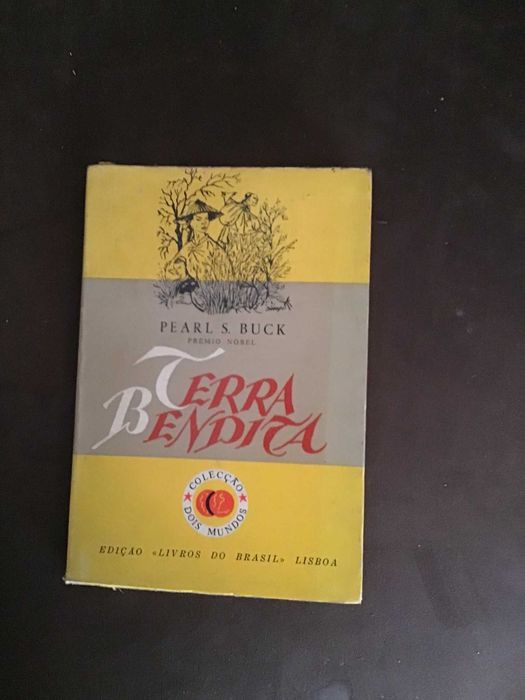 PEARL S. BUCK
PRÉMIO NOBEL
TERRA
BENDITA
COLECÇÃO
DOIS MUNDOS
EDIÇÃO «LIVROS DO BRASIL» LISBOA